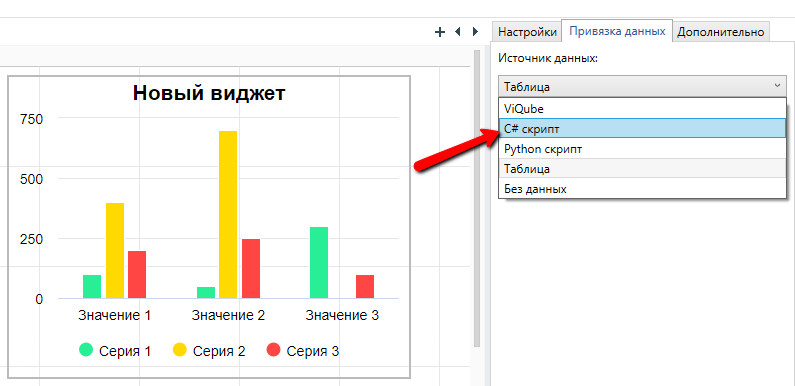 Настройки
Привязка данных
Дополнительно
Источник данных:
Таблица
ViQube
C# скрипт
Python скрипт
Таблица
Без данных
Новый виджет
750
500
250
0
Значение 1
Значение 2
Значение 3
Серия 1
Серия 2
Серия 3